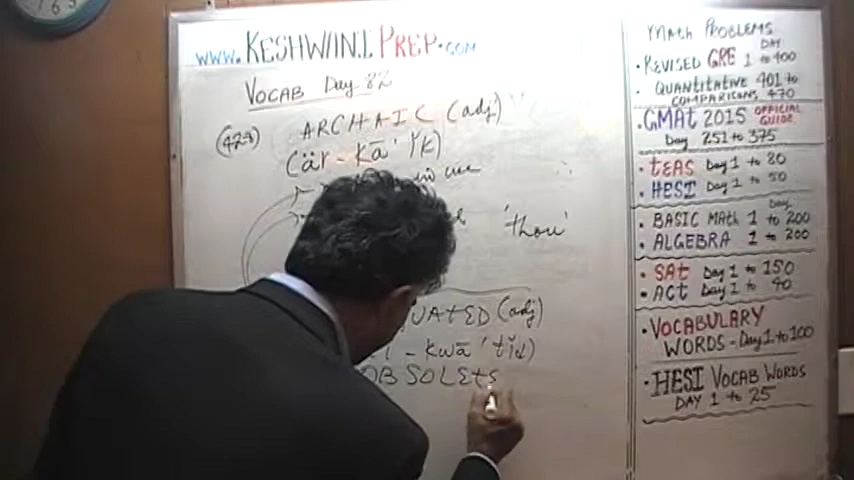 www.KESHWANI PREP.com
VOCAB Day 82
ARCHAIC (adj)
(är-kā'ĭk)
in use
'thou'
UATED (adj)
- kwā'tĭd)
OBSOLETE
Math PROBLEMS
• REVISED GRE DAY 1 to 400
• QUANTITATIVE 401 to
COMPARISONS 470
• GMAT 2015 OFFICIAL GUIDE
Day 251 to 375
• TEAS Day 1 to 80
• HESI Day 1 to 50
Day
• BASIC Math 1 to 200
• ALGEBRA 1 to 200
• SAT Day 1 to 150
• ACT Day 1 to 90
• VOCABULARY
WORDS - Day 1 to 100
• HESI VOCAB WORDS
DAY 1 to 25